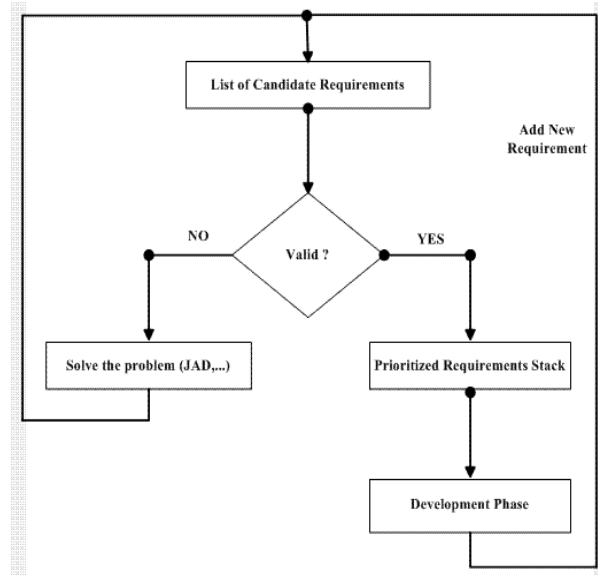 List of Candidate Requirements
Add New
Requirement
NO
Valid ?
YES
Solve the problem (JAD,...)
Prioritized Requirements Stack
Development Phase